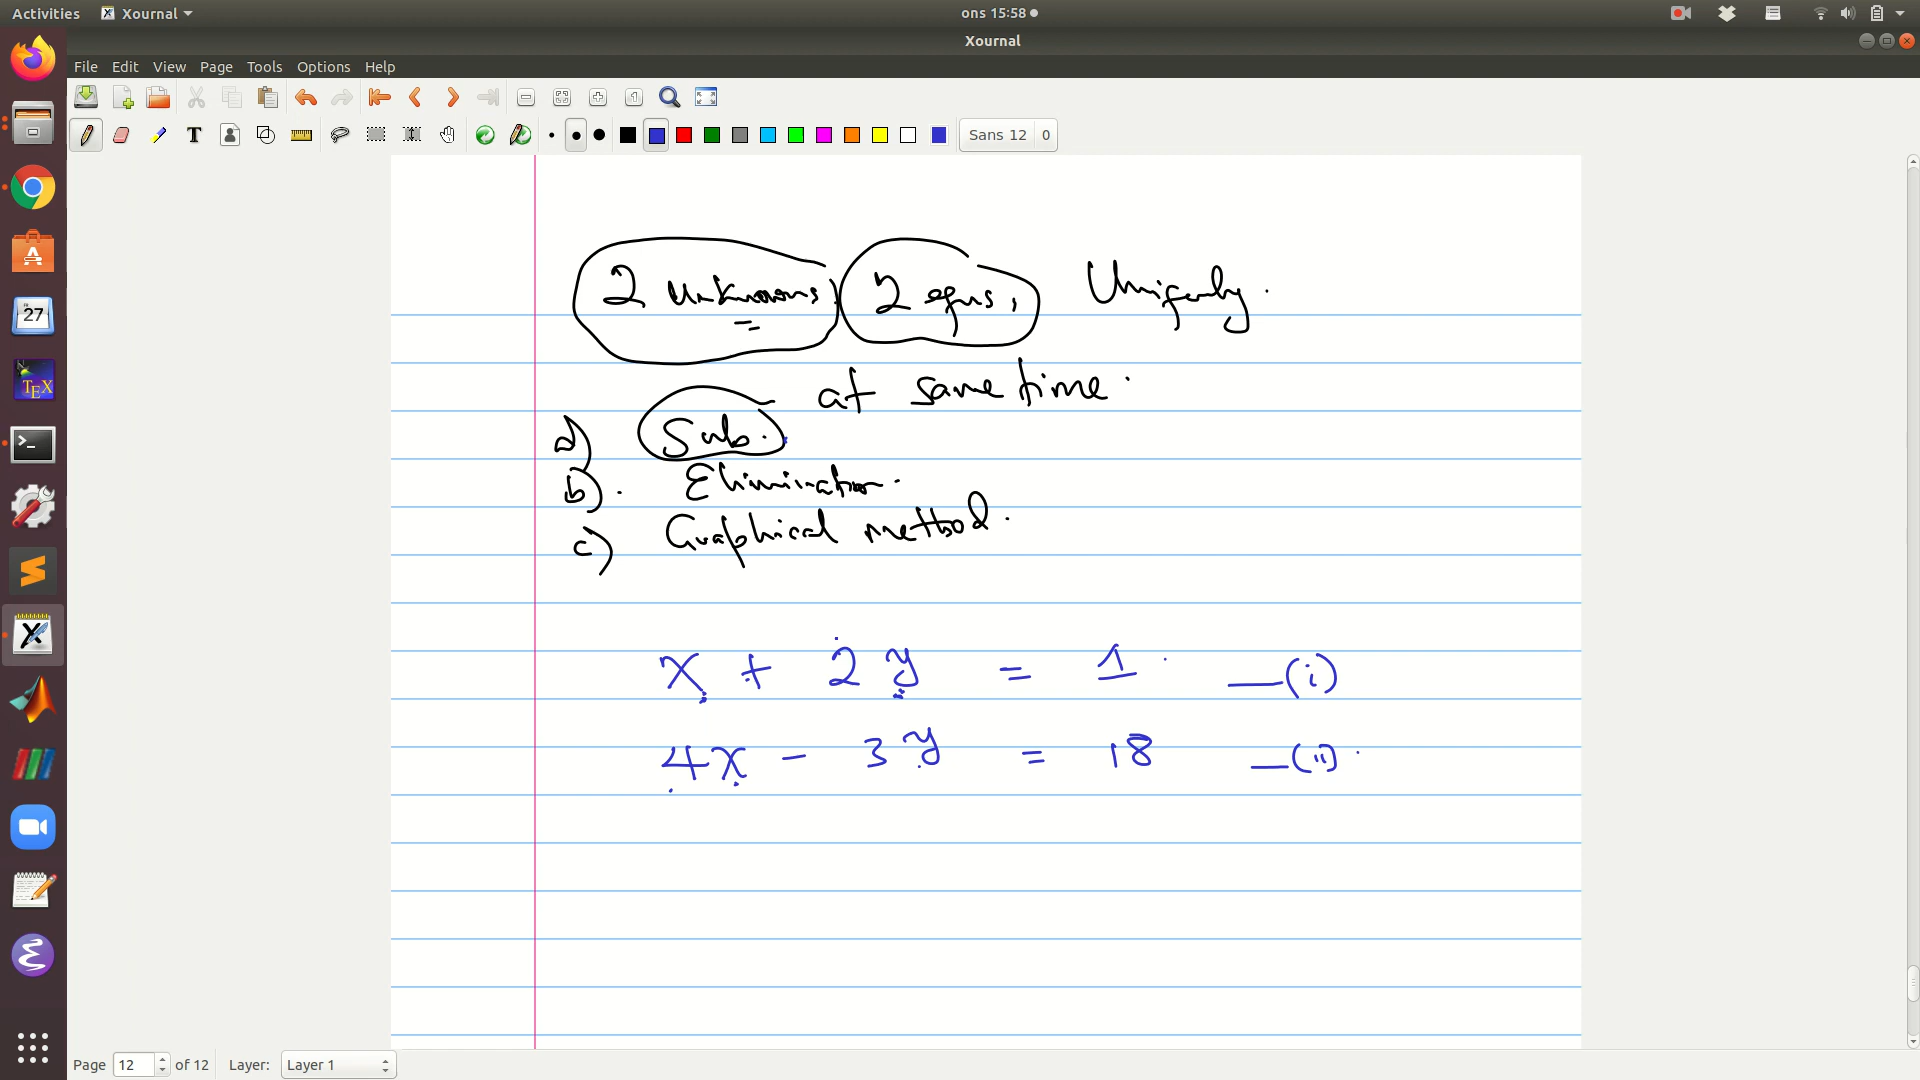 Activities Xournal ons 15:58
Xournal
File Edit View Page Tools Options Help
Sans 12 0
2 unknowns, 2 eqns, Uniquely.
at same time.
a) Sub.
b). Elimination.
c) Graphical method.
x + 2y = 1. —(i)
4x - 3y = 18 —(ii).
27
TEX
Page 12 of 12 Layer: Layer 1